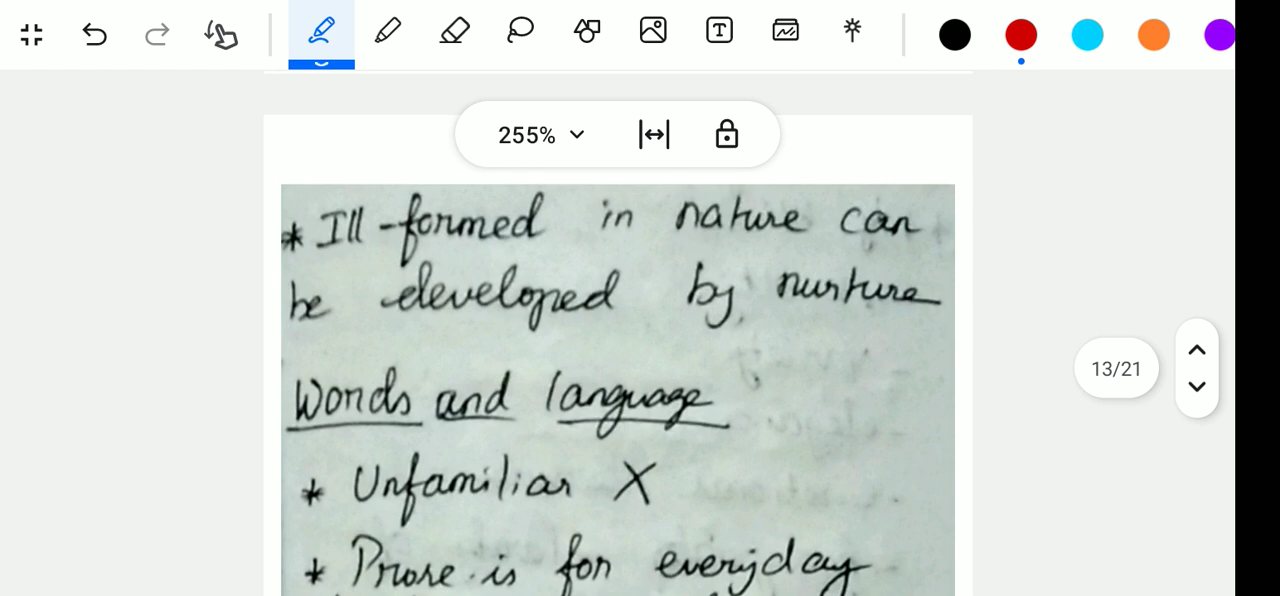 255%
* Ill-formed in nature can
be developed by nurture
13/21
Words and language
* Unfamiliar X
* Prose is for everyday